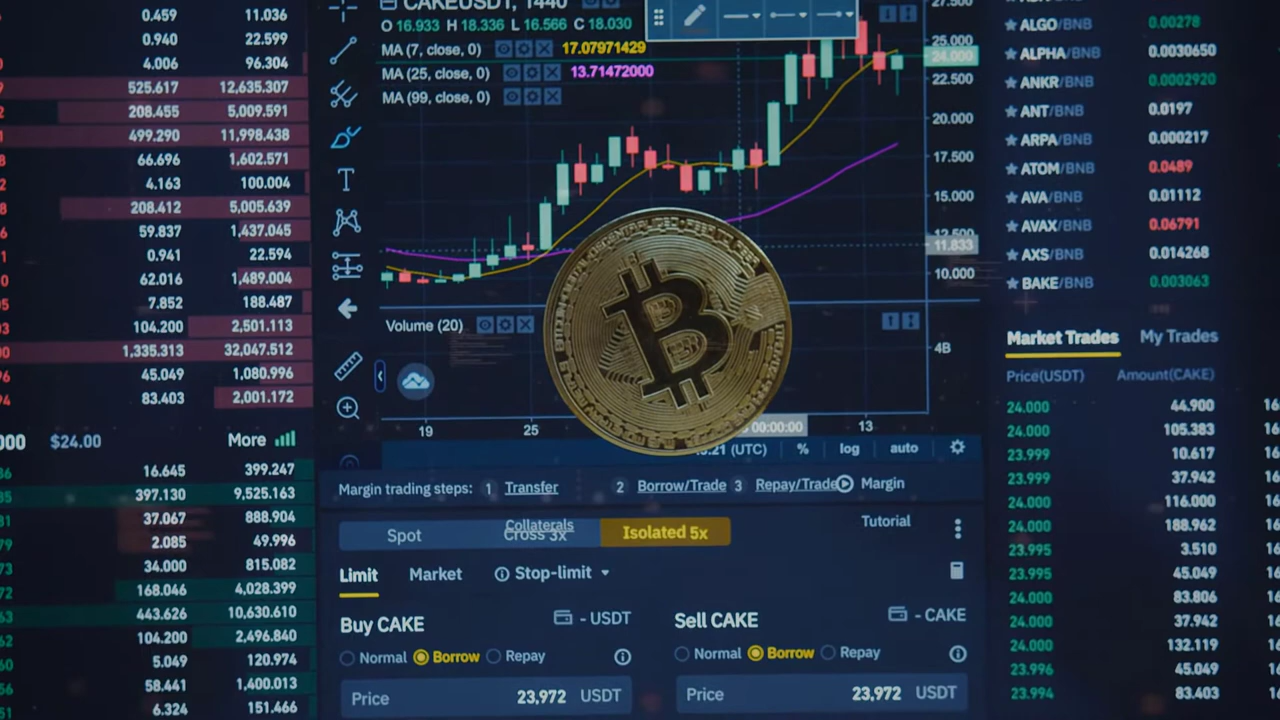 0.459 11.036
0.940 22.599
4.006 96.304
525.617 12,635.307
208.455 5,009.591
499.290 11,998.438
66.696 1,602.571
4.163 100.004
208.412 5,005.639
59.837 1,437.045
0.941 22.594
62.016 1,489.004
7.852 188.487
104.200 2,501.113
1,335.313 32,047.512
45.049 1,080.996
83.403 2,001.172
000 $24.00 More
16.645 399.247
397.130 9,525.163
37.067 888.904
2.085 49.996
34.000 815.082
168.046 4,028.399
443.626 10,630.610
104.200 2,496.840
5.049 120.974
58.441 1,400.013
6.324 151.466
CAKEUSDT, 1440
O 16.933 H 18.336 L 16.566 C 18.030
MA (7, close, 0) 17.07971429
MA (25, close, 0) 13.71472000
MA (99, close, 0)
27.500
25.000
24.000
22.500
20.000
17.500
15.000
12.500
11.833
10.000
Volume (20)
4B
19 25 00:00:00 13
(UTC) % log auto
Margin trading steps: 1 Transfer 2 Borrow/Trade 3 Repay/Trade Margin
Collaterals Tutorial
Spot Cross 3x Isolated 5x
Limit Market Stop-limit
Buy CAKE - USDT Sell CAKE - CAKE
Normal Borrow Repay Normal Borrow Repay
Price 23,972 USDT Price 23,972 USDT
ALGO/BNB 0.00278
ALPHA/BNB 0.0030650
ANKR/BNB 0.0002920
ANT/BNB 0.0197
ARPA/BNB 0.000217
ATOM/BNB 0.0489
AVA/BNB 0.01112
AVAX/BNB 0.06791
AXS/BNB 0.014268
BAKE/BNB 0.003063
Market Trades My Trades
Price(USDT) Amount(CAKE)
24.000 44.900
24.000 105.383
23.999 10.617
23.999 37.942
24.000 116.000
24.000 188.962
23.995 3.510
23.995 45.049
24.000 83.806
24.000 37.942
24.000 132.119
23.996 45.049
23.994 83.403